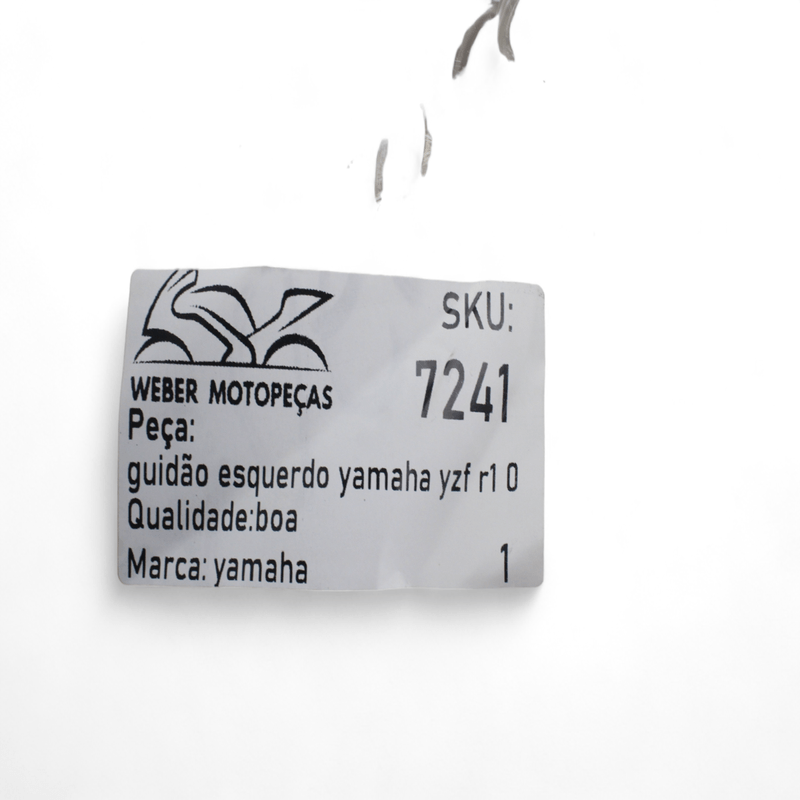 SKU:
7241
WEBER MOTOPEÇAS
Peça:
guidão esquerdo yamaha yzf r1 0
Qualidade:boa
Marca: yamaha 1